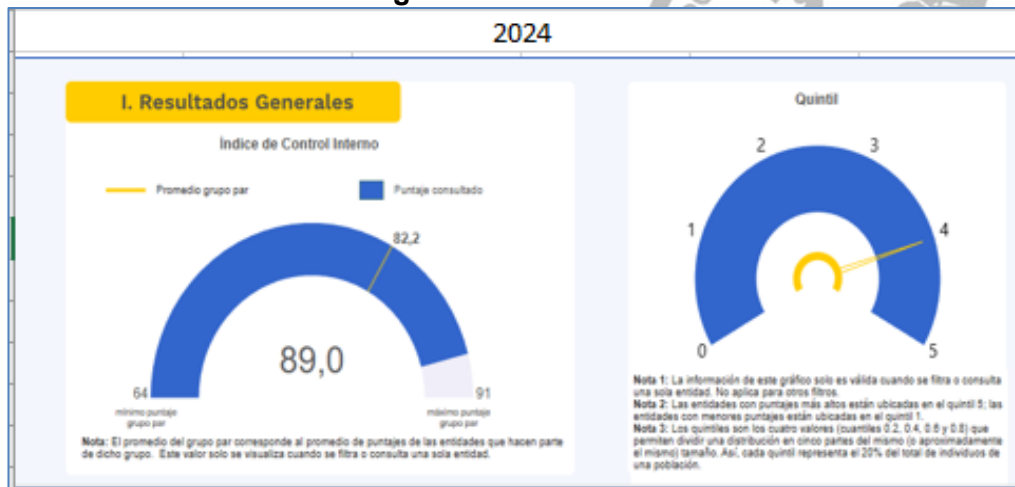 2024
I. Resultados Generales
Índice de Control Interno
Promedio grupo par
Puntaje consultado
82,2
89,0
64
mínimo puntaje
grupo par
91
máximo puntaje
grupo par
Nota: El promedio del grupo par corresponde al promedio de puntajes de las entidades que hacen parte
de dicho grupo. Este valor solo se visualiza cuando se filtra o consulta una sola entidad.
Quintil
2
3
1
4
0
5
Nota 1: La información de este gráfico solo es válida cuando se filtra o consulta
una sola entidad. No aplica para otros filtros.
Nota 2: Las entidades con puntajes más altos están ubicadas en el quintil 5; las
entidades con menores puntajes están ubicadas en el quintil 1.
Nota 3: Los quintiles son los cuatro valores (cuantiles 0.2, 0.4, 0.6 y 0.8) que
permiten dividir una distribución en cinco partes del mismo (o aproximadamente
el mismo) tamaño. Así, cada quintil representa el 20% del total de individuos de
una población.